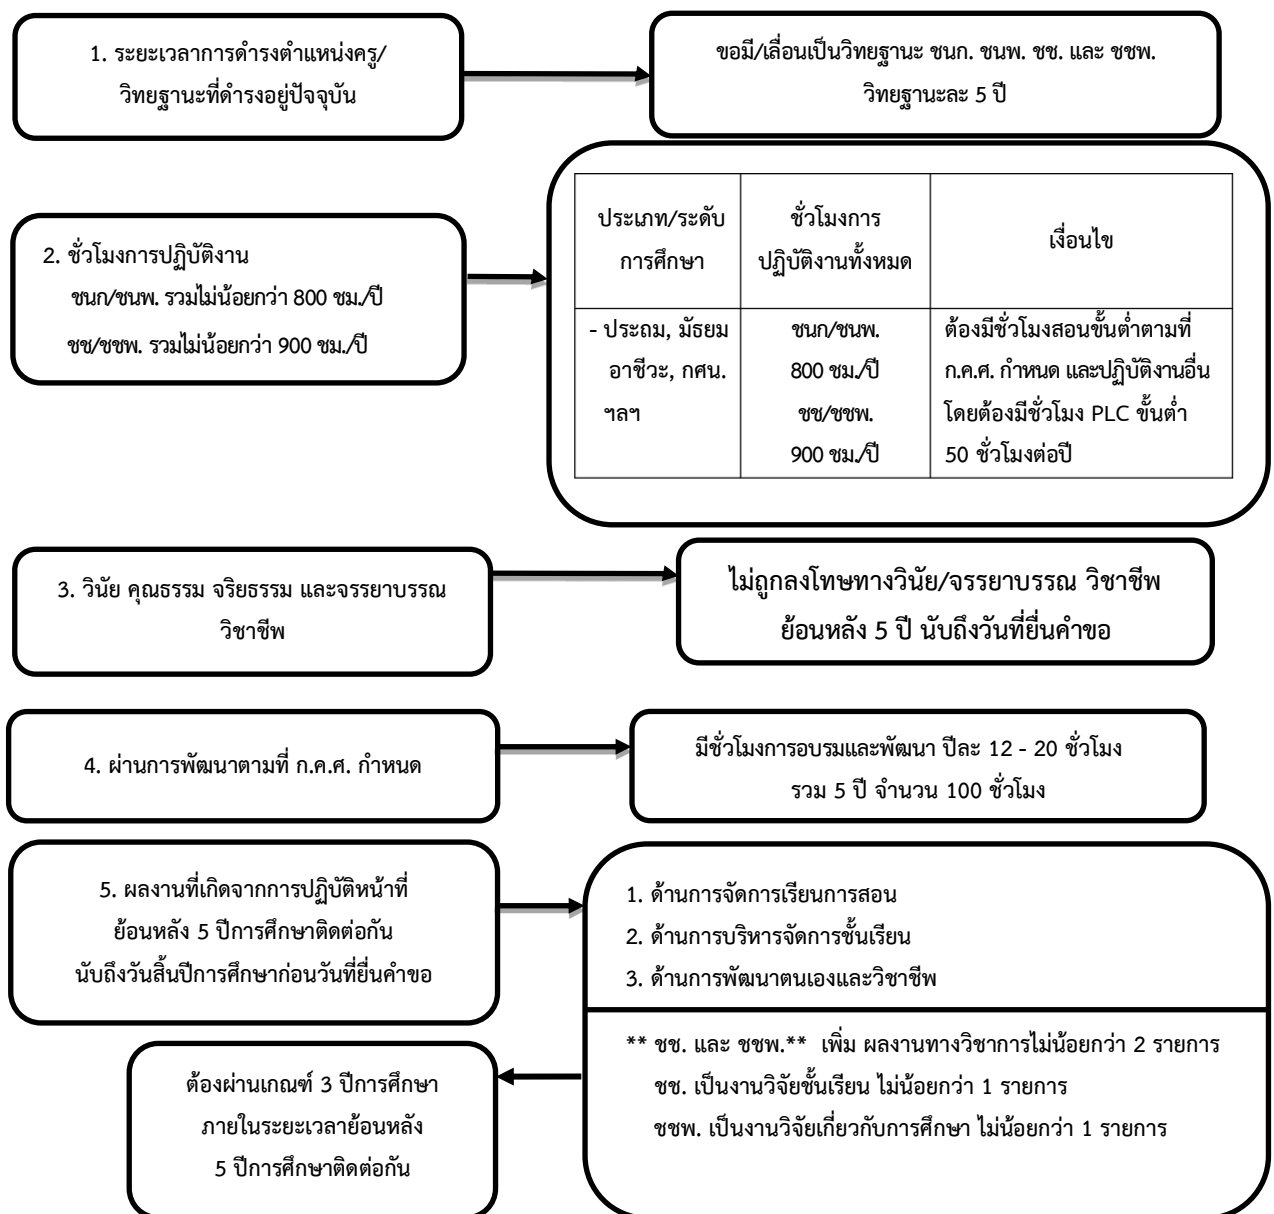 1. ระยะเวลาการดำรงตำแหน่งครู/
วิทยฐานะที่ดำรงอยู่ปัจจุบัน
ขอมี/เลื่อนเป็นวิทยฐานะ ชนก. ชนพ. ชช. และ ชชพ.
วิทยฐานะละ 5 ปี
2. ชั่วโมงการปฏิบัติงาน
ชนก/ชนพ. รวมไม่น้อยกว่า 800 ชม./ปี
ชช/ชชพ. รวมไม่น้อยกว่า 900 ชม./ปี
ประเภท/ระดับ
การศึกษา
ชั่วโมงการ
ปฏิบัติงานทั้งหมด
เงื่อนไข
- ประถม, มัธยม
อาชีวะ, กศน.
ฯลฯ
ชนก/ชนพ.
800 ชม./ปี
ชช/ชชพ.
900 ชม./ปี
ต้องมีชั่วโมงสอนขั้นต่ำตามที่
ก.ค.ศ. กำหนด และปฏิบัติงานอื่น
โดยต้องมีชั่วโมง PLC ขั้นต่ำ
50 ชั่วโมงต่อปี
3. วินัย คุณธรรม จริยธรรม และจรรยาบรรณ
วิชาชีพ
ไม่ถูกลงโทษทางวินัย/จรรยาบรรณ วิชาชีพ
ย้อนหลัง 5 ปี นับถึงวันที่ยื่นคำขอ
4. ผ่านการพัฒนาตามที่ ก.ค.ศ. กำหนด
มีชั่วโมงการอบรมและพัฒนา ปีละ 12 - 20 ชั่วโมง
รวม 5 ปี จำนวน 100 ชั่วโมง
5. ผลงานที่เกิดจากการปฏิบัติหน้าที่
ย้อนหลัง 5 ปีการศึกษาติดต่อกัน
นับถึงวันสิ้นปีการศึกษาก่อนวันที่ยื่นคำขอ
1. ด้านการจัดการเรียนการสอน
2. ด้านการบริหารจัดการชั้นเรียน
3. ด้านการพัฒนาตนเองและวิชาชีพ
** ชช. และ ชชพ.** เพิ่ม ผลงานทางวิชาการไม่น้อยกว่า 2 รายการ
ชช. เป็นงานวิจัยชั้นเรียน ไม่น้อยกว่า 1 รายการ
ชชพ. เป็นงานวิจัยเกี่ยวกับการศึกษา ไม่น้อยกว่า 1 รายการ
ต้องผ่านเกณฑ์ 3 ปีการศึกษา
ภายในระยะเวลาย้อนหลัง
5 ปีการศึกษาติดต่อกัน